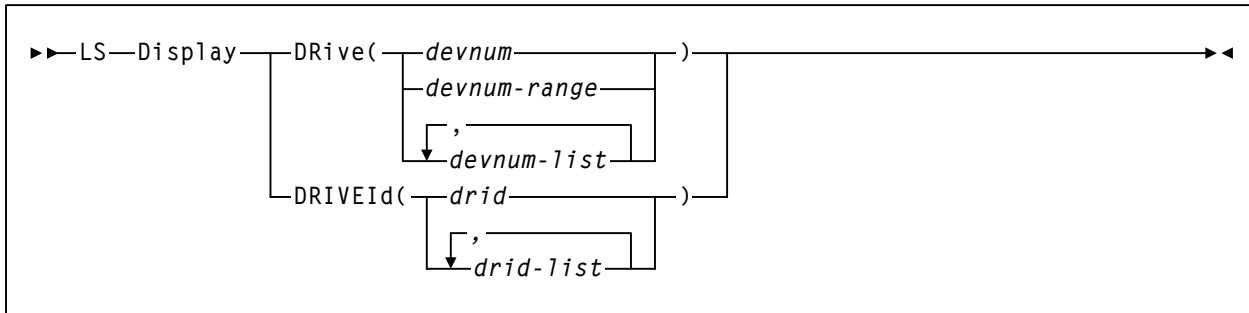 LS Display DRive( devnum )
devnum-range
,
devnum-list
DRIVEId( drid )
,
drid-list